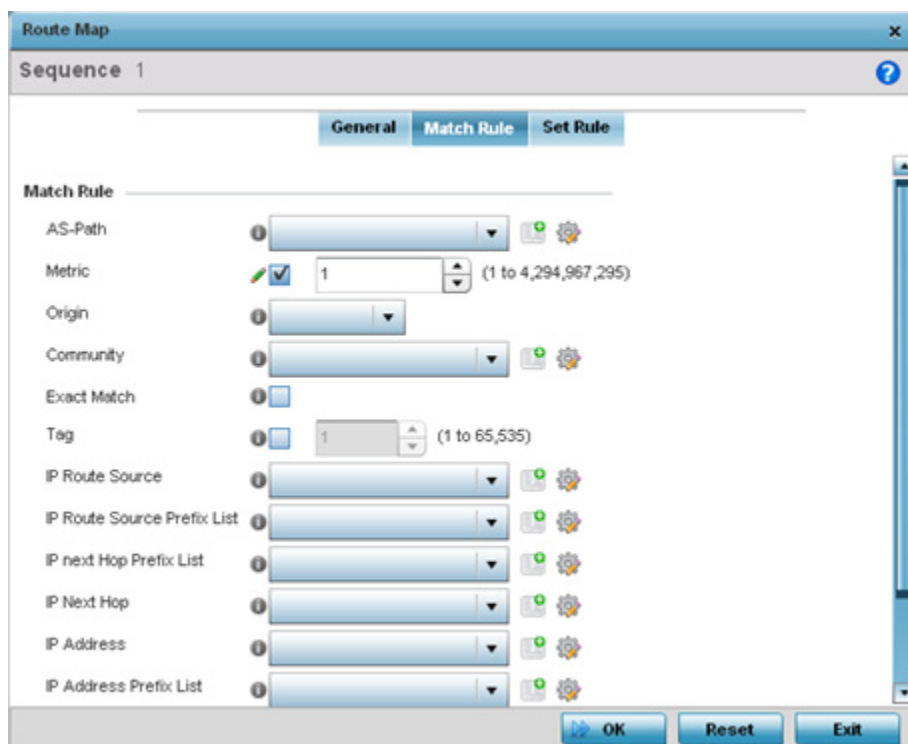 Route Map
Sequence 1
General Match Rule Set Rule
Match Rule
AS-Path
Metric 1 (1 to 4,294,967,295)
Origin
Community
Exact Match
Tag 1 (1 to 65,535)
IP Route Source
IP Route Source Prefix List
IP next Hop Prefix List
IP Next Hop
IP Address
IP Address Prefix List
OK Reset Exit